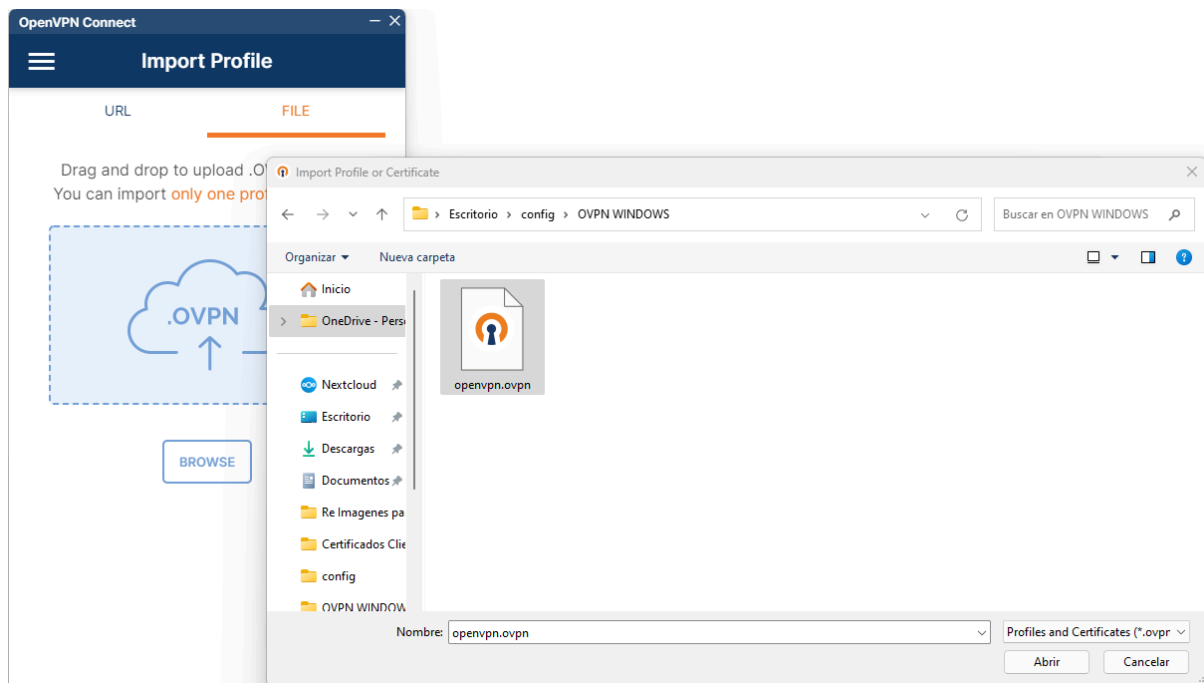 OpenVPN Connect
Import Profile
URL
FILE
Drag and drop to upload .O
You can import only one prof
.OVPN
BROWSE
Import Profile or Certificate
Escritorio > config > OVPN WINDOWS
Buscar en OVPN WINDOWS
Organizar
Nueva carpeta
Inicio
OneDrive - Pers
Nextcloud
Escritorio
Descargas
Documentos
Re Imagenes pa
Certificados Clie
config
OVPN WINDOW
openvpn.ovpn
Nombre:
openvpn.ovpn
Profiles and Certificates (*.ovpr
Abrir
Cancelar